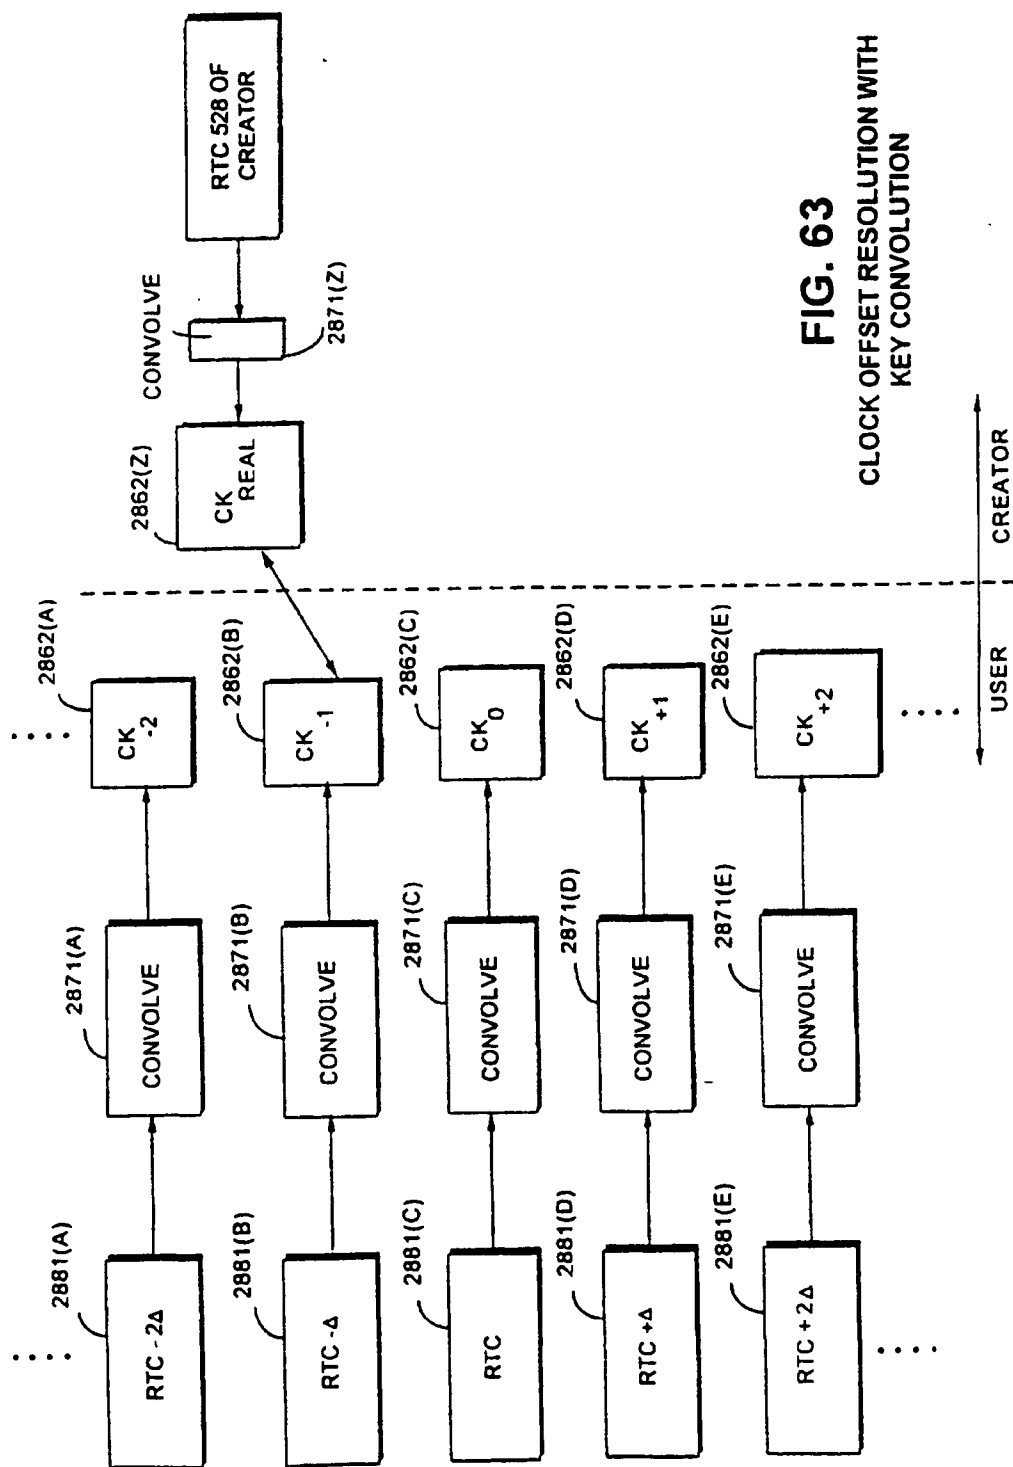 2881(A)
RTC - 2Δ
2871(A)
CONVOLVE
2862(A)
CK -2
2881(B)
RTC -Δ
2871(B)
CONVOLVE
2862(B)
CK -1
2881(C)
RTC
2871(C)
CONVOLVE
2862(C)
CK 0
2881(D)
RTC +Δ
2871(D)
CONVOLVE
2862(D)
CK +1
2881(E)
RTC +2Δ
2871(E)
CONVOLVE
2862(E)
CK +2
2862(Z)
CK REAL
CONVOLVE
2871(Z)
RTC 528 OF
CREATOR
USER
CREATOR
FIG. 63
CLOCK OFFSET RESOLUTION WITH
KEY CONVOLUTION